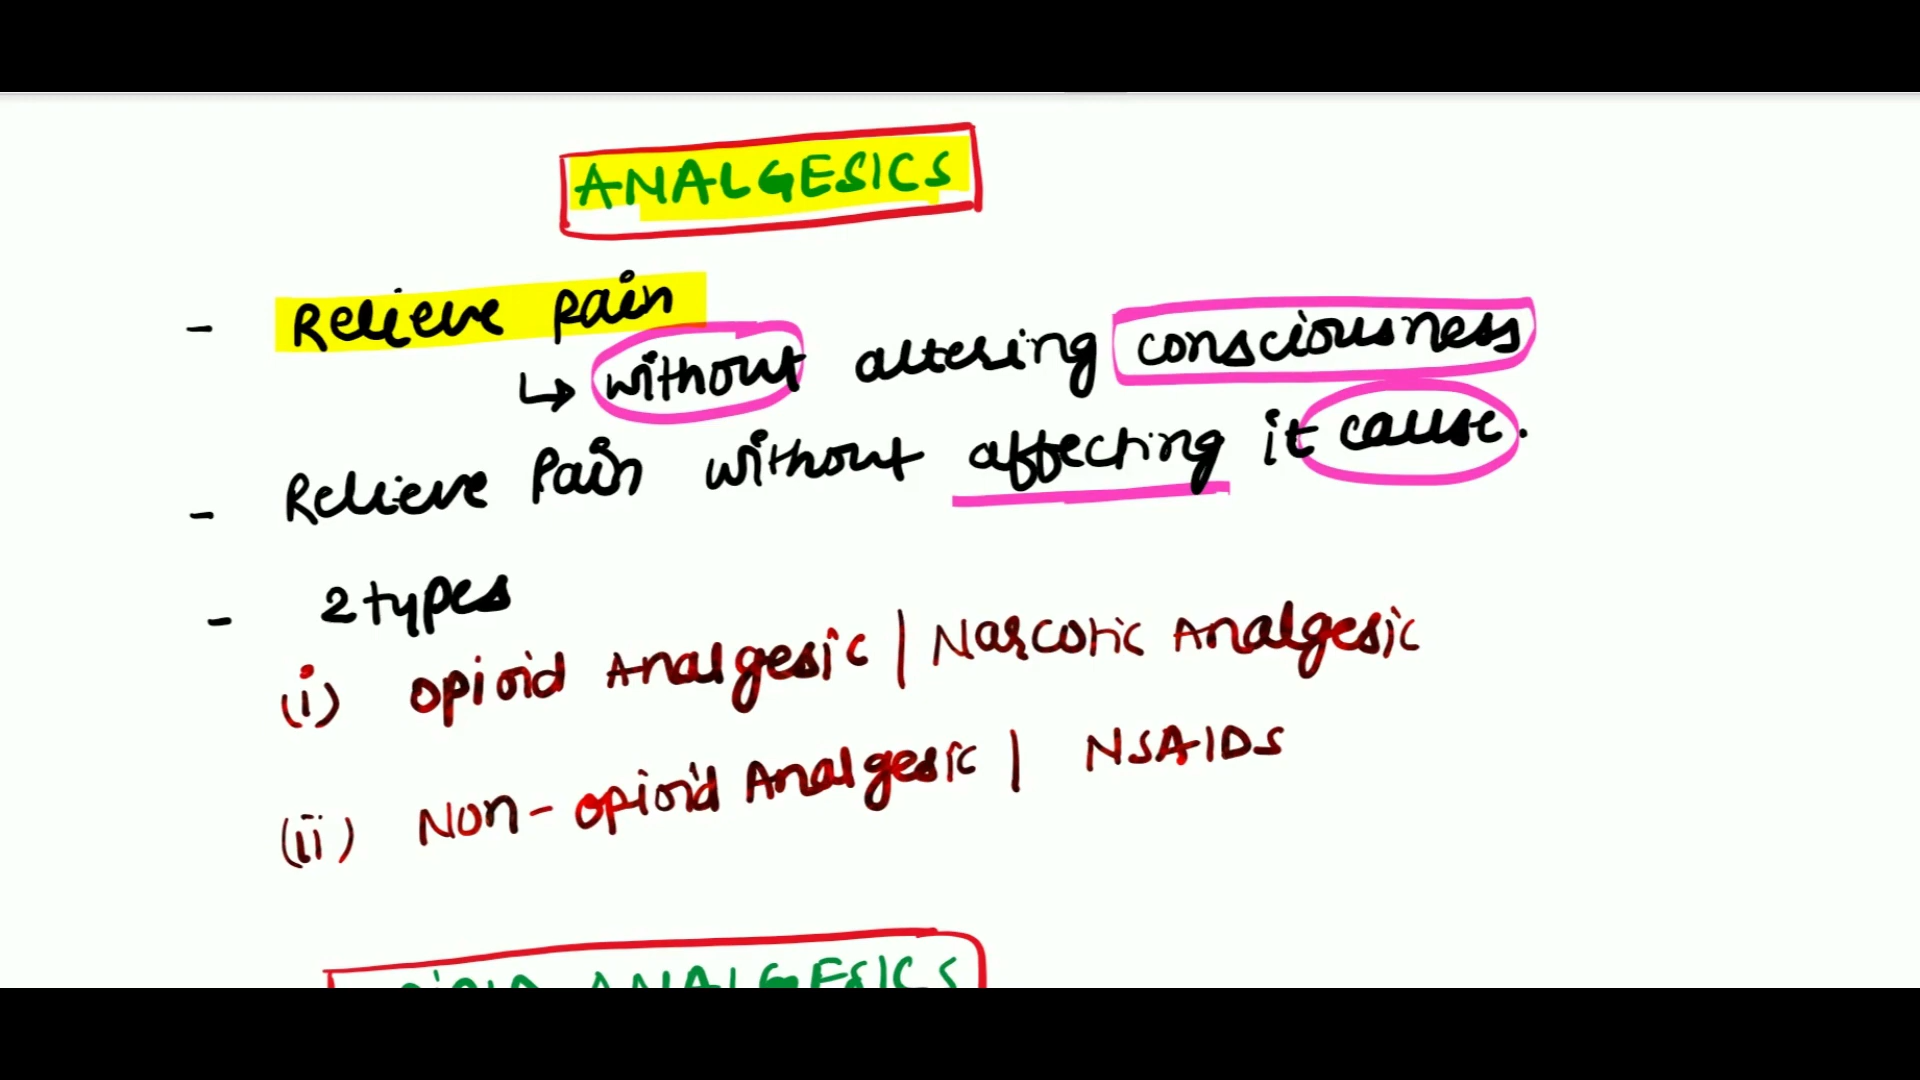 ANALGESICS
- Relieve pain
↳ without altering consciousness
- Relieve Pain without affecting it cause.
- 2 types
(i) Opioid Analgesic | Narcotic Analgesic
(ii) Non-opioid Analgesic | NSAIDS
ANALGESICS